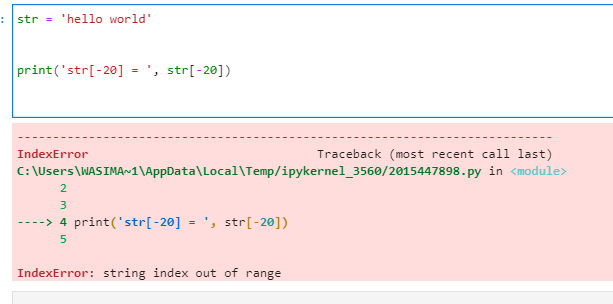 : str = 'hello world'
print('str[-20] = ', str[-20])
---------------------------------------------------------------------------
IndexError                                Traceback (most recent call last)
C:\Users\WASIMA~1\AppData\Local\Temp/ipykernel_3560/2015447898.py in <module>
      2
      3
----> 4 print('str[-20] = ', str[-20])
      5
IndexError: string index out of range